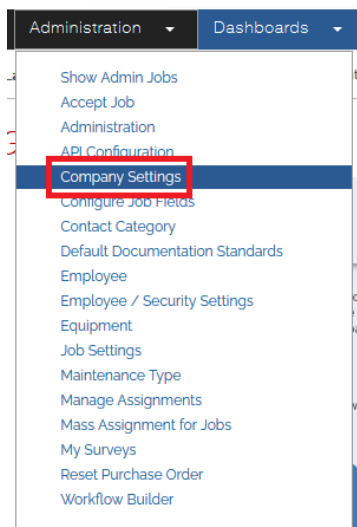 Administration
Dashboards
Show Admin Jobs
Accept Job
Administration
API Configuration
Company Settings
Configure Job Fields
Contact Category
Default Documentation Standards
Employee
Employee / Security Settings
Equipment
Job Settings
Maintenance Type
Manage Assignments
Mass Assignment for Jobs
My Surveys
Reset Purchase Order
Workflow Builder